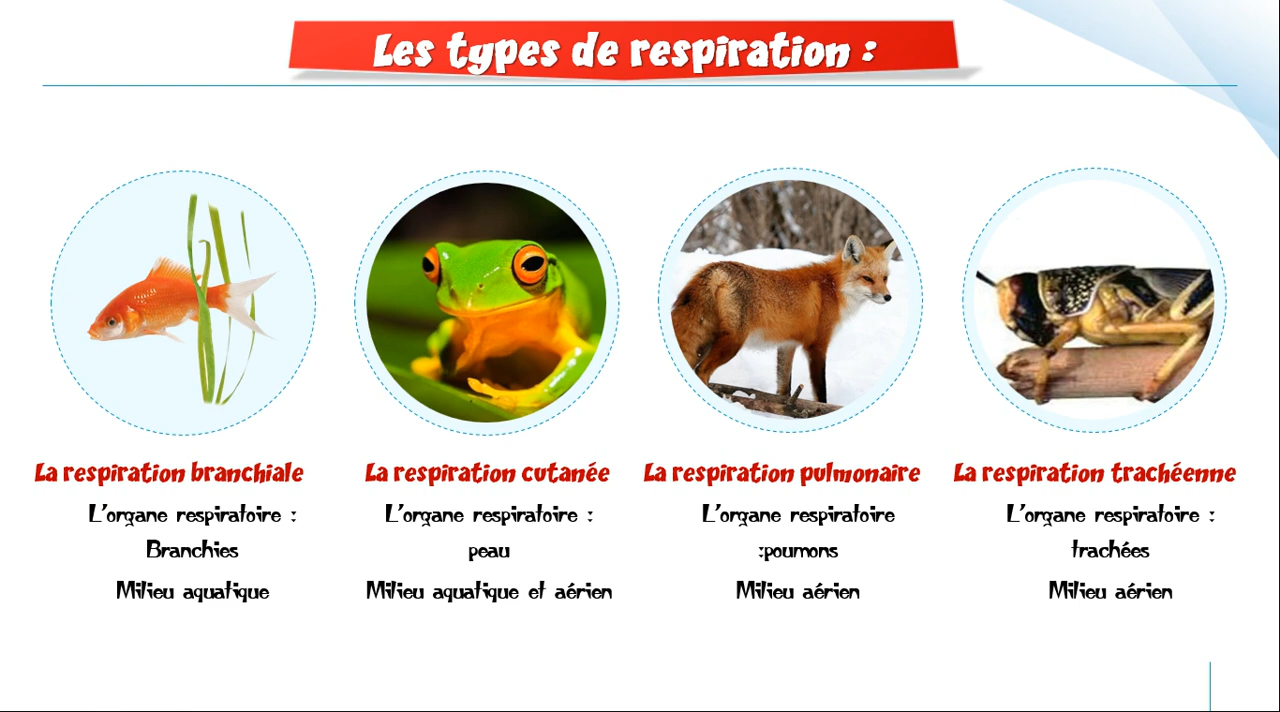 Les types de respiration :
La respiration branchiale
L'organe respiratoire :
Branchies
Milieu aquatique
La respiration cutanée
L'organe respiratoire :
peau
Milieu aquatique et aérien
La respiration pulmonaire
L'organe respiratoire
:poumons
Milieu aérien
La respiration trachéenne
L'organe respiratoire :
trachées
Milieu aérien